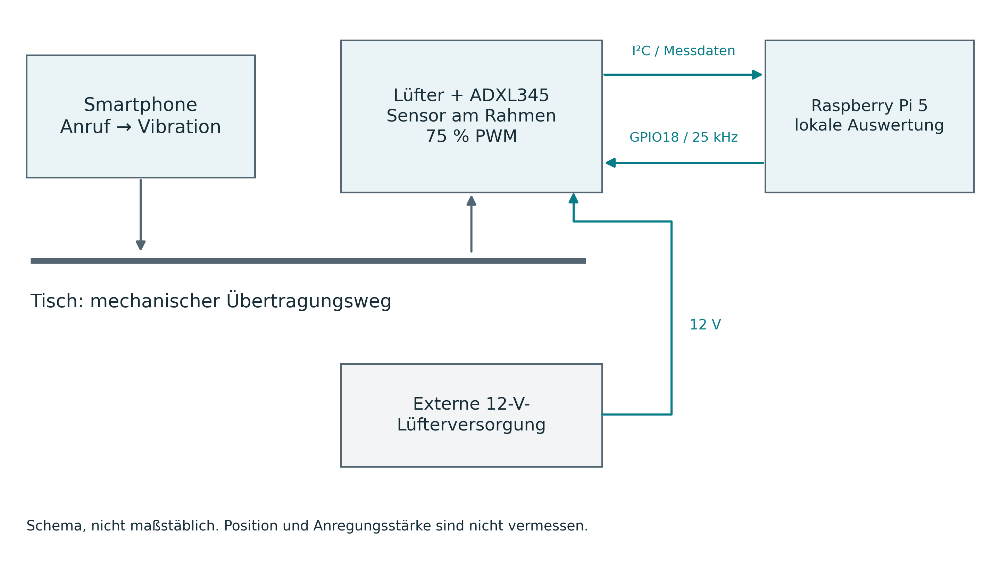 Smartphone
Anruf → Vibration
Lüfter + ADXL345
Sensor am Rahmen
75 % PWM
I²C / Messdaten
GPIO18 / 25 kHz
Raspberry Pi 5
lokale Auswertung
Tisch: mechanischer Übertragungsweg
12 V
Externe 12-V-
Lüfterversorgung
Schema, nicht maßstäblich. Position und Anregungsstärke sind nicht vermessen.